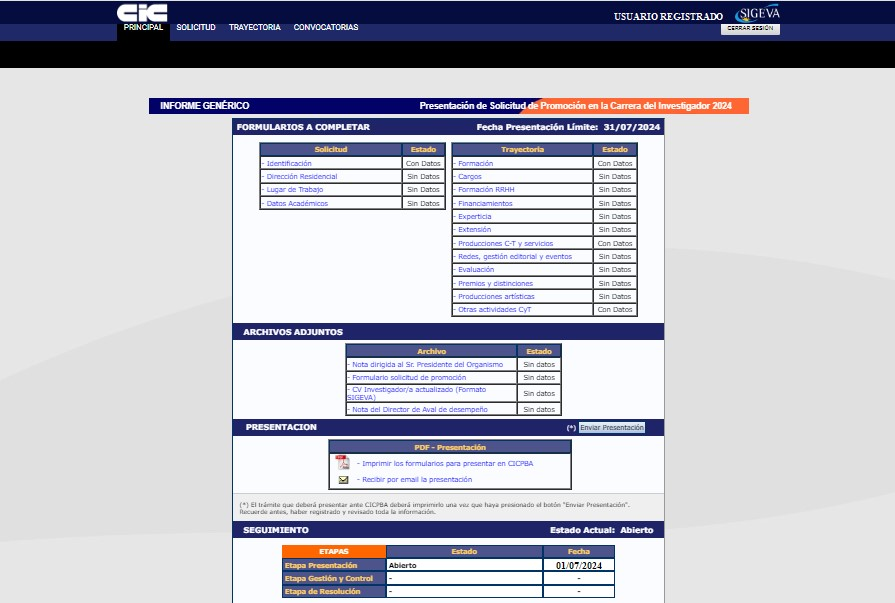 CIC
USUARIO REGISTRADO
SIGEVA
PRINCIPAL SOLICITUD TRAYECTORIA CONVOCATORIAS
CERRAR SESIÓN
INFORME GENÉRICO Presentación de Solicitud de Promoción en la Carrera del Investigador 2024
FORMULARIOS A COMPLETAR Fecha Presentación Límite: 31/07/2024
Solicitud Estado
- Identificación Con Datos
- Dirección Residencial Sin Datos
- Lugar de Trabajo Sin Datos
- Datos Académicos Sin Datos
Trayectoria Estado
- Formación Con Datos
- Cargos Sin Datos
- Formación RRHH Sin Datos
- Financiamientos Sin Datos
- Experticia Sin Datos
- Extensión Sin Datos
- Producciones C-T y servicios Con Datos
- Redes, gestión editorial y eventos Sin Datos
- Evaluación Sin Datos
- Premios y distinciones Sin Datos
- Producciones artísticas Sin Datos
- Otras actividades CyT Con Datos
ARCHIVOS ADJUNTOS
Archivo Estado
- Nota dirigida al Sr. Presidente del Organismo Sin datos
- Formulario solicitud de promoción Sin datos
- CV Investigador/a actualizado (Formato
SIGEVA) Sin datos
- Nota del Director de Aval de desempeño Sin datos
PRESENTACION (*) Enviar Presentación
PDF - Presentación
- Imprimir los formularios para presentar en CICPBA
- Recibir por email la presentación
(*) El trámite que deberá presentar ante CICPBA deberá imprimirlo una vez que haya presionado el botón "Enviar Presentación".
Recuerde antes, haber registrado y revisado toda la información.
SEGUIMIENTO Estado Actual: Abierto
ETAPAS Estado Fecha
Etapa Presentación Abierto 01/07/2024
Etapa Gestión y Control - -
Etapa de Resolución - -